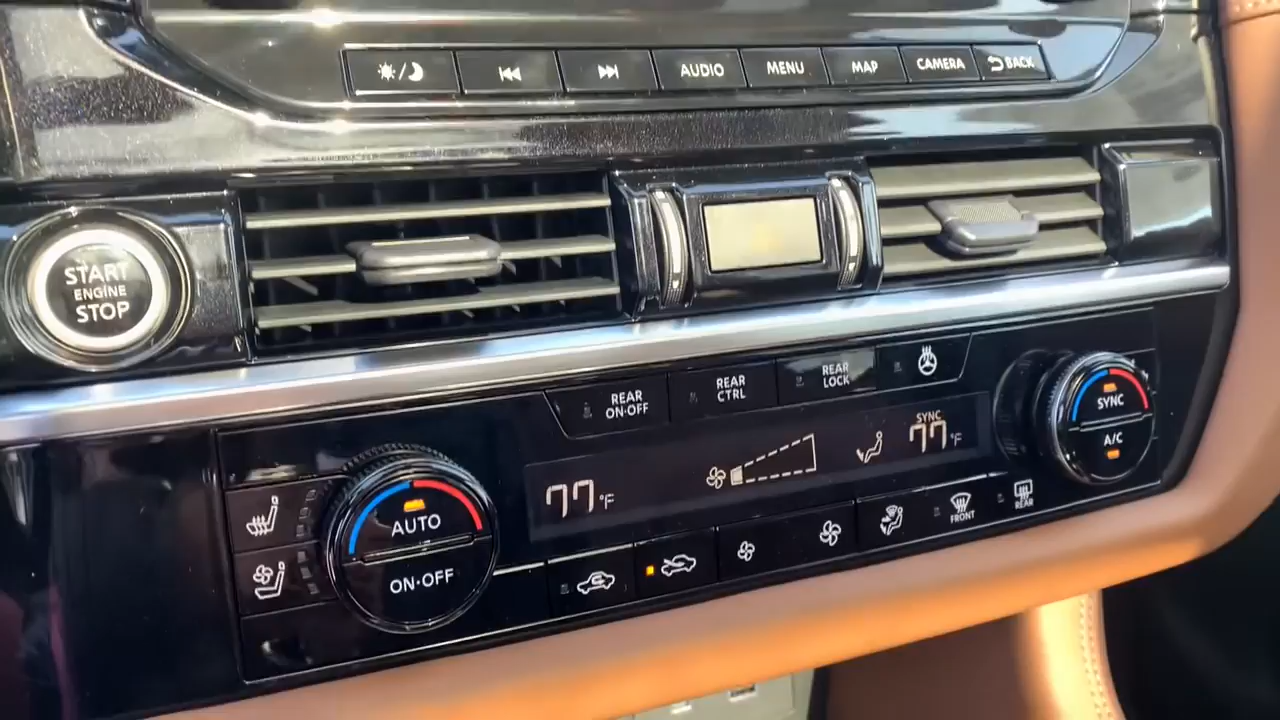 AUDIO
MENU
MAP
CAMERA
BACK
START
ENGINE
STOP
REAR
ON·OFF
REAR
CTRL
REAR
LOCK
77°F
SYNC
77°F
SYNC
A/C
AUTO
ON·OFF
FRONT
REAR